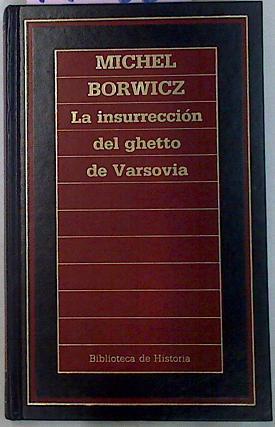 MICHEL
BORWICZ
La insurrección
del ghetto
de Varsovia
Biblioteca de Historia